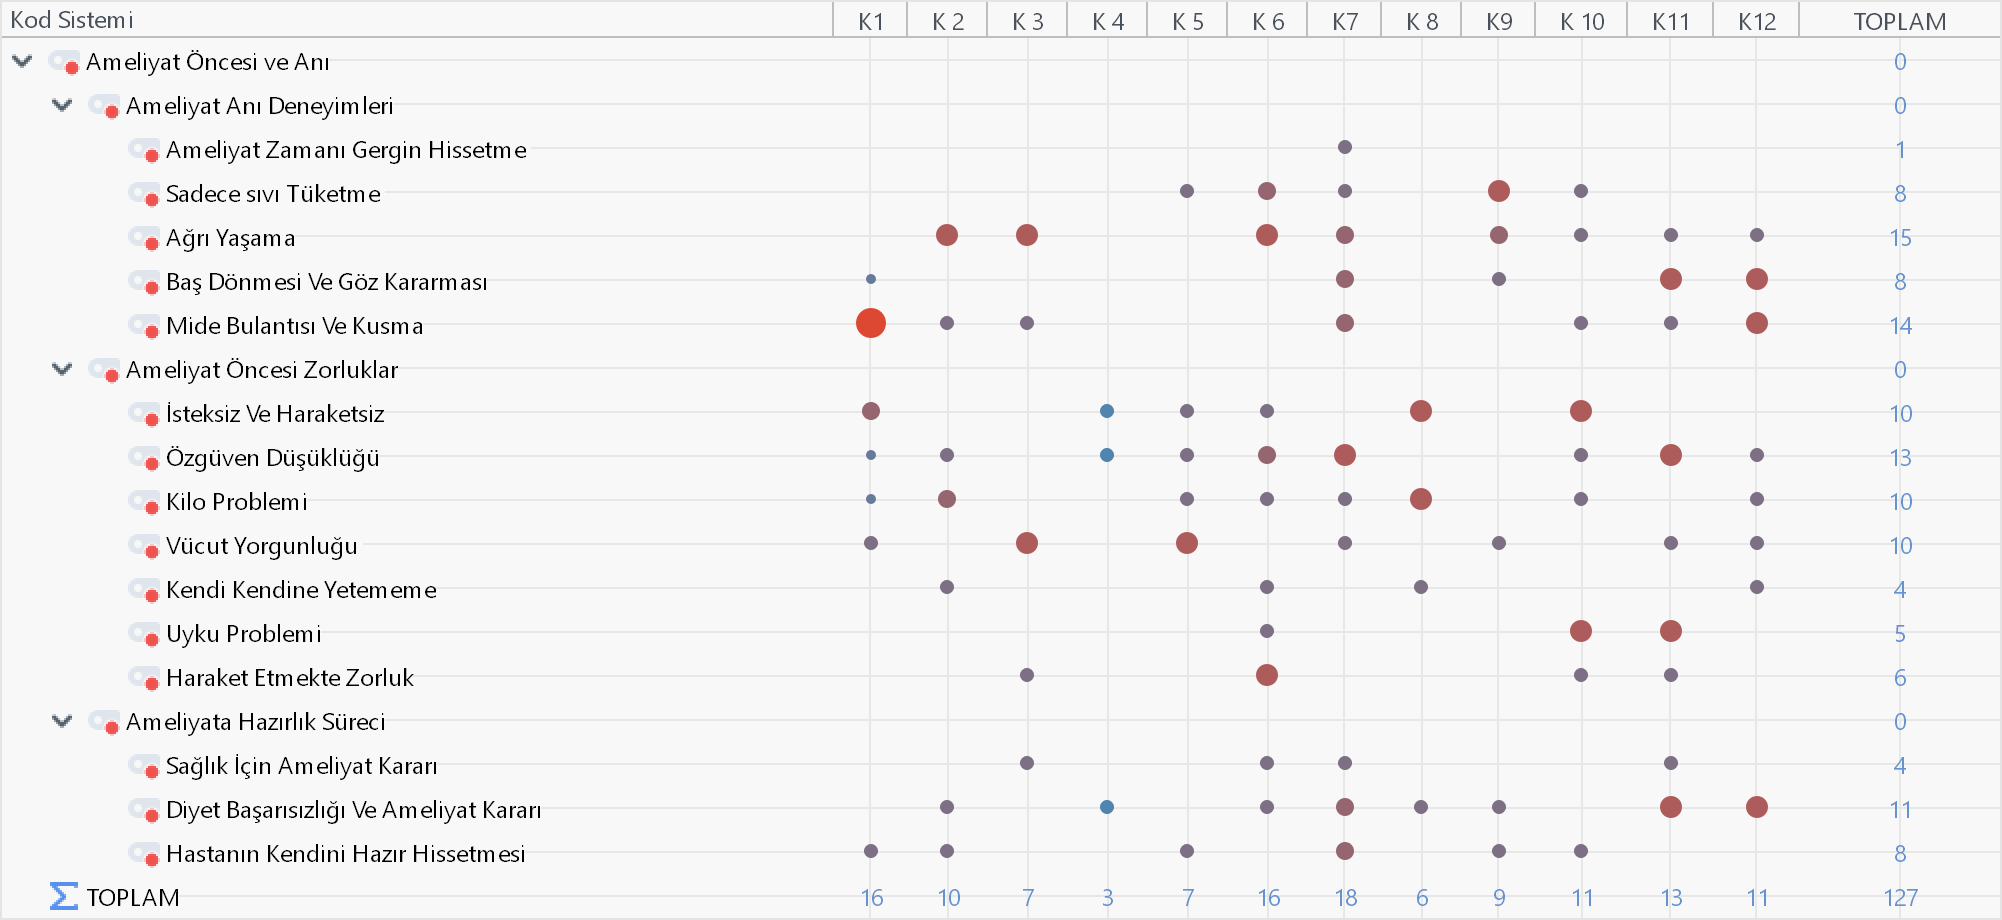 Kod Sistemi K1 K 2 K 3 K 4 K 5 K 6 K7 K 8 K9 K 10 K11 K12 TOPLAM
Ameliyat Öncesi ve Anı 0
Ameliyat Anı Deneyimleri 0
Ameliyat Zamanı Gergin Hissetme 1
Sadece sıvı Tüketme 8
Ağrı Yaşama 15
Baş Dönmesi Ve Göz Kararması 8
Mide Bulantısı Ve Kusma 14
Ameliyat Öncesi Zorluklar 0
İsteksiz Ve Haraketsiz 10
Özgüven Düşüklüğü 13
Kilo Problemi 10
Vücut Yorgunluğu 10
Kendi Kendine Yetememe 4
Uyku Problemi 5
Haraket Etmekte Zorluk 6
Ameliyata Hazırlık Süreci 0
Sağlık İçin Ameliyat Kararı 4
Diyet Başarısızlığı Ve Ameliyat Kararı 11
Hastanın Kendini Hazır Hissetmesi 8
Σ TOPLAM 16 10 7 3 7 16 18 6 9 11 13 11 127